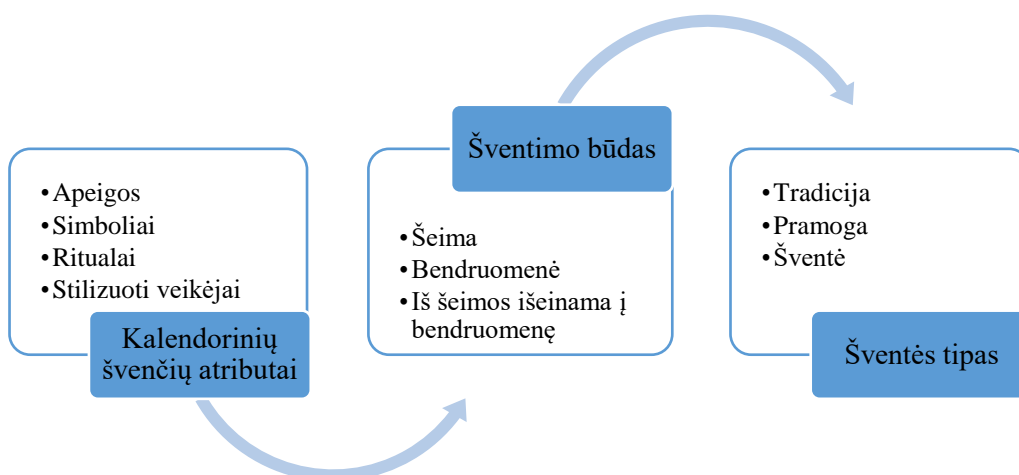 • Apeigos
• Simboliai
• Ritualai
• Stilizuoti veikėjai
Kalendorinių
švenčių atributai
Šventimo būdas
• Šeima
• Bendruomenė
• Iš šeimos išeinama į
bendruomenę
• Tradicija
• Pramoga
• Šventė
Šventės tipas